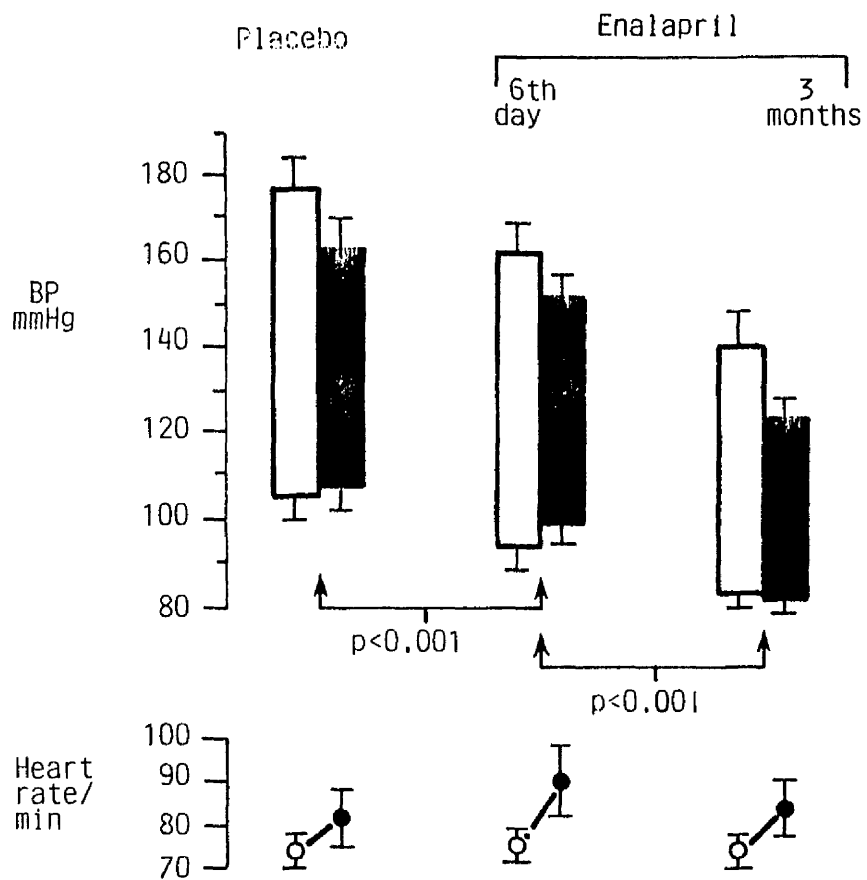 Placebo
Enalapril
6th
day
3
months
180
160
140
120
100
80
BP
mmHg
p<0.001
p<0.001
100
90
80
70
Heart
rate/
min